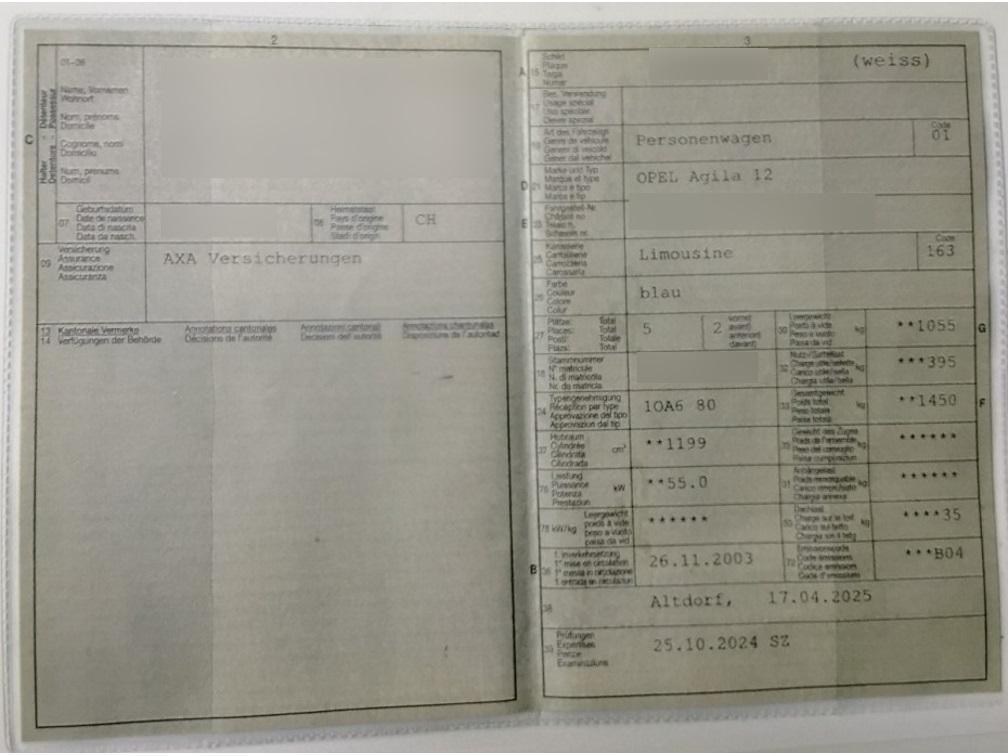 2
01-06
Name, Vornamen
Wohnort
Nom, prénoms
Domicile
Cognome, nomi
Domicilio
Num, prenums
Domicil
C
Halter - Détenteur
Detentore - Possessur
07
Geburtsdatum
Date de naissance
Data di nascita
Data da nasch.
08
Heimatstaat
Pays d'origine
Paese d'origine
Stadi d'origin
CH
09
Versicherung
Assurance
Assicurazione
Assicuranza
AXA Versicherungen
13 Kantonale Vermerke
14 Verfügungen der Behörde
Annotations cantonales
Décisions de l'autorité
Annotazioni cantonali
Decisioni dell'autorità
Annotaziuns chantunalas
Disposiziuns da l'autoritad
3
A 15
Schild
Plaque
Targa
Numer
(weiss)
17
Bes. Verwendung
Usage spécial
Uso speciale
Diever spezial
19
Art des Fahrzeugs
Genre de véhicule
Genere di veicolo
Gener dal vehichel
Personenwagen
Code
01
D 21
Marke und Typ
Marque et type
Marca e tipo
Marca e tip
OPEL Agila 12
E 23
Fahrgestell-Nr.
Châssis no
Telaio n.
Schassis nr.
25
Karosserie
Carrosserie
Carrozzeria
Carossaria
Limousine
Code
163
26
Farbe
Couleur
Colore
Colur
blau
27
Plätze: Total
Places: Total
Posti: Totale
Plazs: Total
5
2
vorne
avant
anteriori
davant
30
Leergewicht
Poids à vide
Peso a vuoto
Paisa da vid
kg
**1055
G
18
Stammnummer
N° matricule
N. di matricola
Nr. da matricla
32
Nutz-/Sattellast
Charge utile/sellette
Carico utile/sella
Chargia utila/sella
kg
***395
24
Typengenehmigung
Réception par type
Approvazione del tipo
Approvaziun dal tip
1OA6 80
33
Gesamtgewicht
Poids total
Peso totale
Paisa totala
kg
**1450
F
37
Hubraum
Cylindrée
Cilindrata
Cilindrada
cm³
**1199
35
Gewicht des Zuges
Poids de l'ensemble
Peso del convoglio
Paisa cumposiziun
kg
******
76
Leistung
Puissance
Potenza
Prestaziun
kW
**55.0
31
Anhängelast
Poids remorquable
Carico rimorchiato
Chargia annexa
kg
******
78 kW/kg
Leergewicht
poids à vide
peso a vuoto
paisa da vid
******
55
Dachlast
Charge sur le toit
Carico sul tetto
Chargia sin il tetg
kg
****35
B 36
1. Inverkehrsetzung
1re mise en circulation
1a messa in circolazione
1. entrada en circulaziun
26.11.2003
72
Emissionscode
Code émissions
Codice emissioni
Code d'emissiuns
***B04
38
Altdorf, 17.04.2025
39
Prüfungen
Expertises
Perizie
Examinaziuns
25.10.2024 SZ